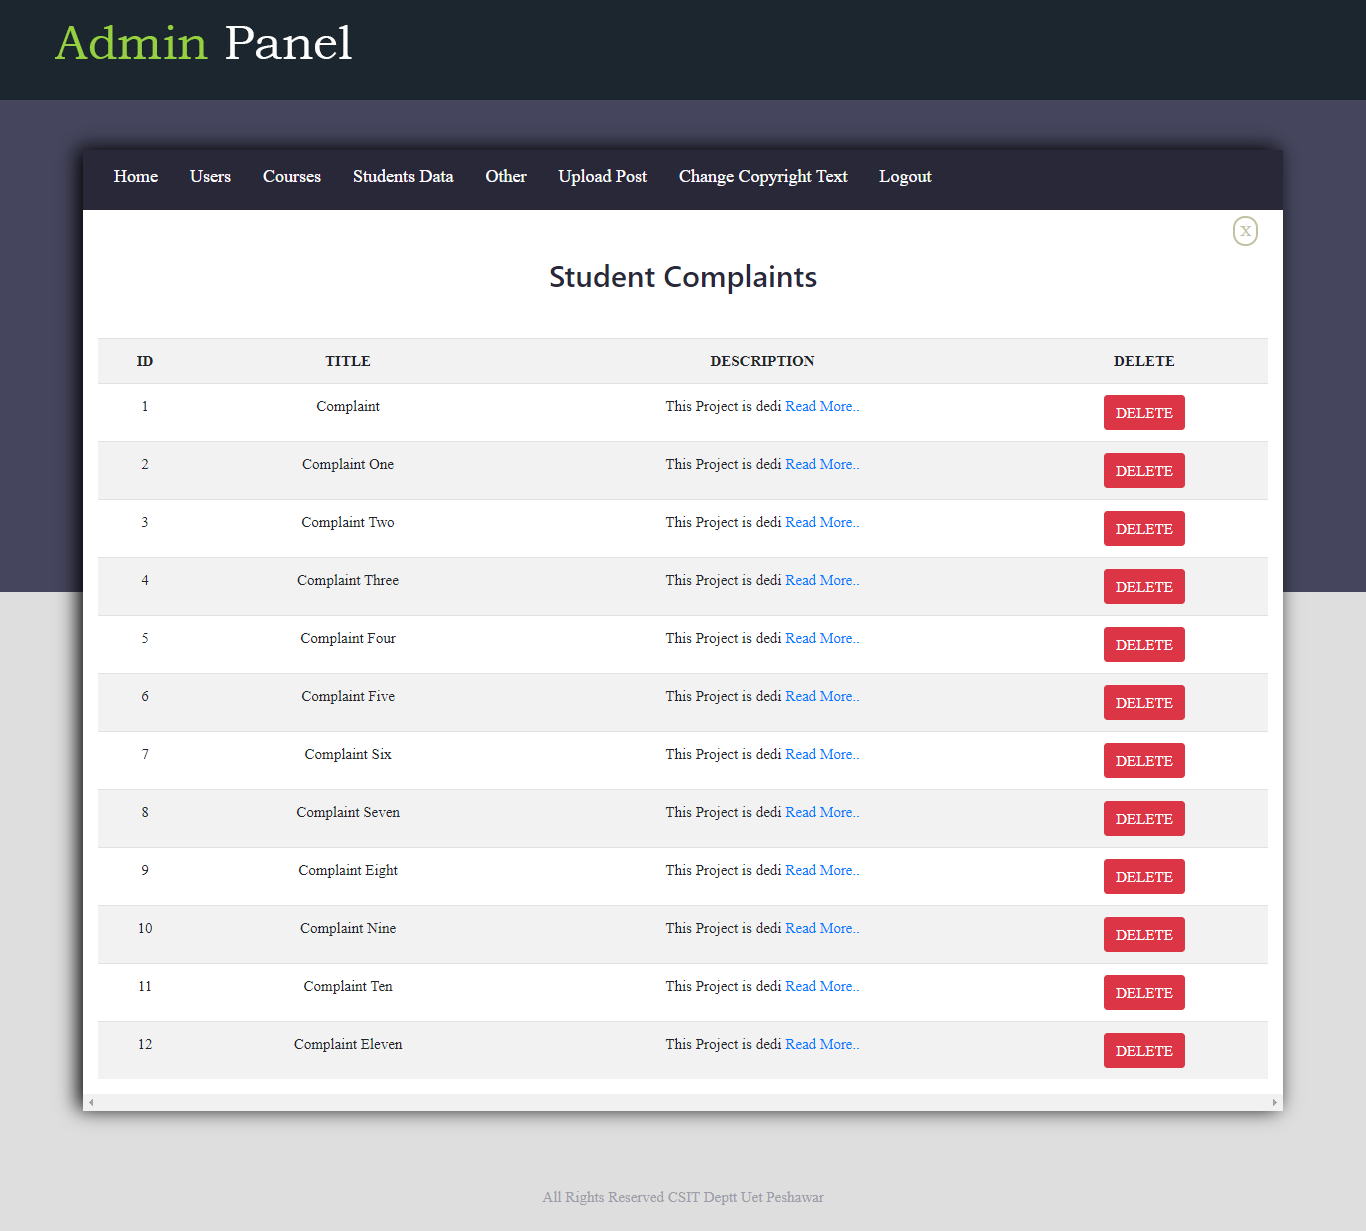 Admin Panel
Home Users Courses Students Data Other Upload Post Change Copyright Text Logout
X
Student Complaints
ID TITLE DESCRIPTION DELETE
1 Complaint This Project is dedi Read More.. DELETE
2 Complaint One This Project is dedi Read More.. DELETE
3 Complaint Two This Project is dedi Read More.. DELETE
4 Complaint Three This Project is dedi Read More.. DELETE
5 Complaint Four This Project is dedi Read More.. DELETE
6 Complaint Five This Project is dedi Read More.. DELETE
7 Complaint Six This Project is dedi Read More.. DELETE
8 Complaint Seven This Project is dedi Read More.. DELETE
9 Complaint Eight This Project is dedi Read More.. DELETE
10 Complaint Nine This Project is dedi Read More.. DELETE
11 Complaint Ten This Project is dedi Read More.. DELETE
12 Complaint Eleven This Project is dedi Read More.. DELETE
All Rights Reserved CSIT Deptt Uet Peshawar